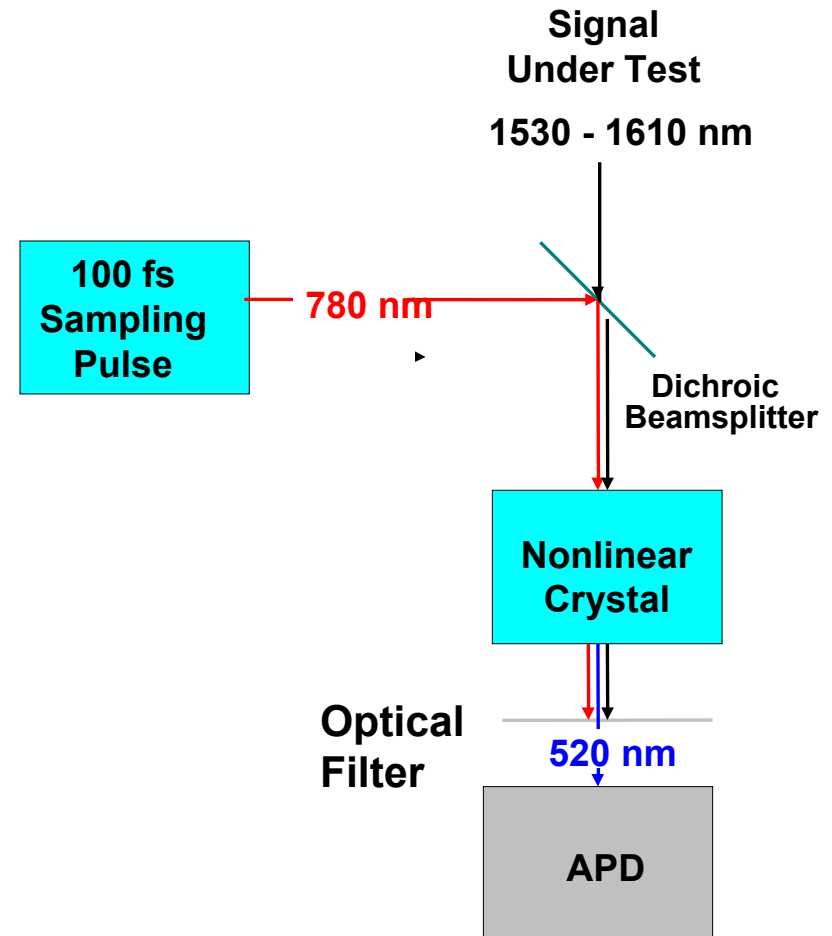 Signal
Under Test
1530 - 1610 nm
100 fs
Sampling
Pulse
780 nm
Dichroic
Beamsplitter
Nonlinear
Crystal
Optical
Filter
520 nm
APD